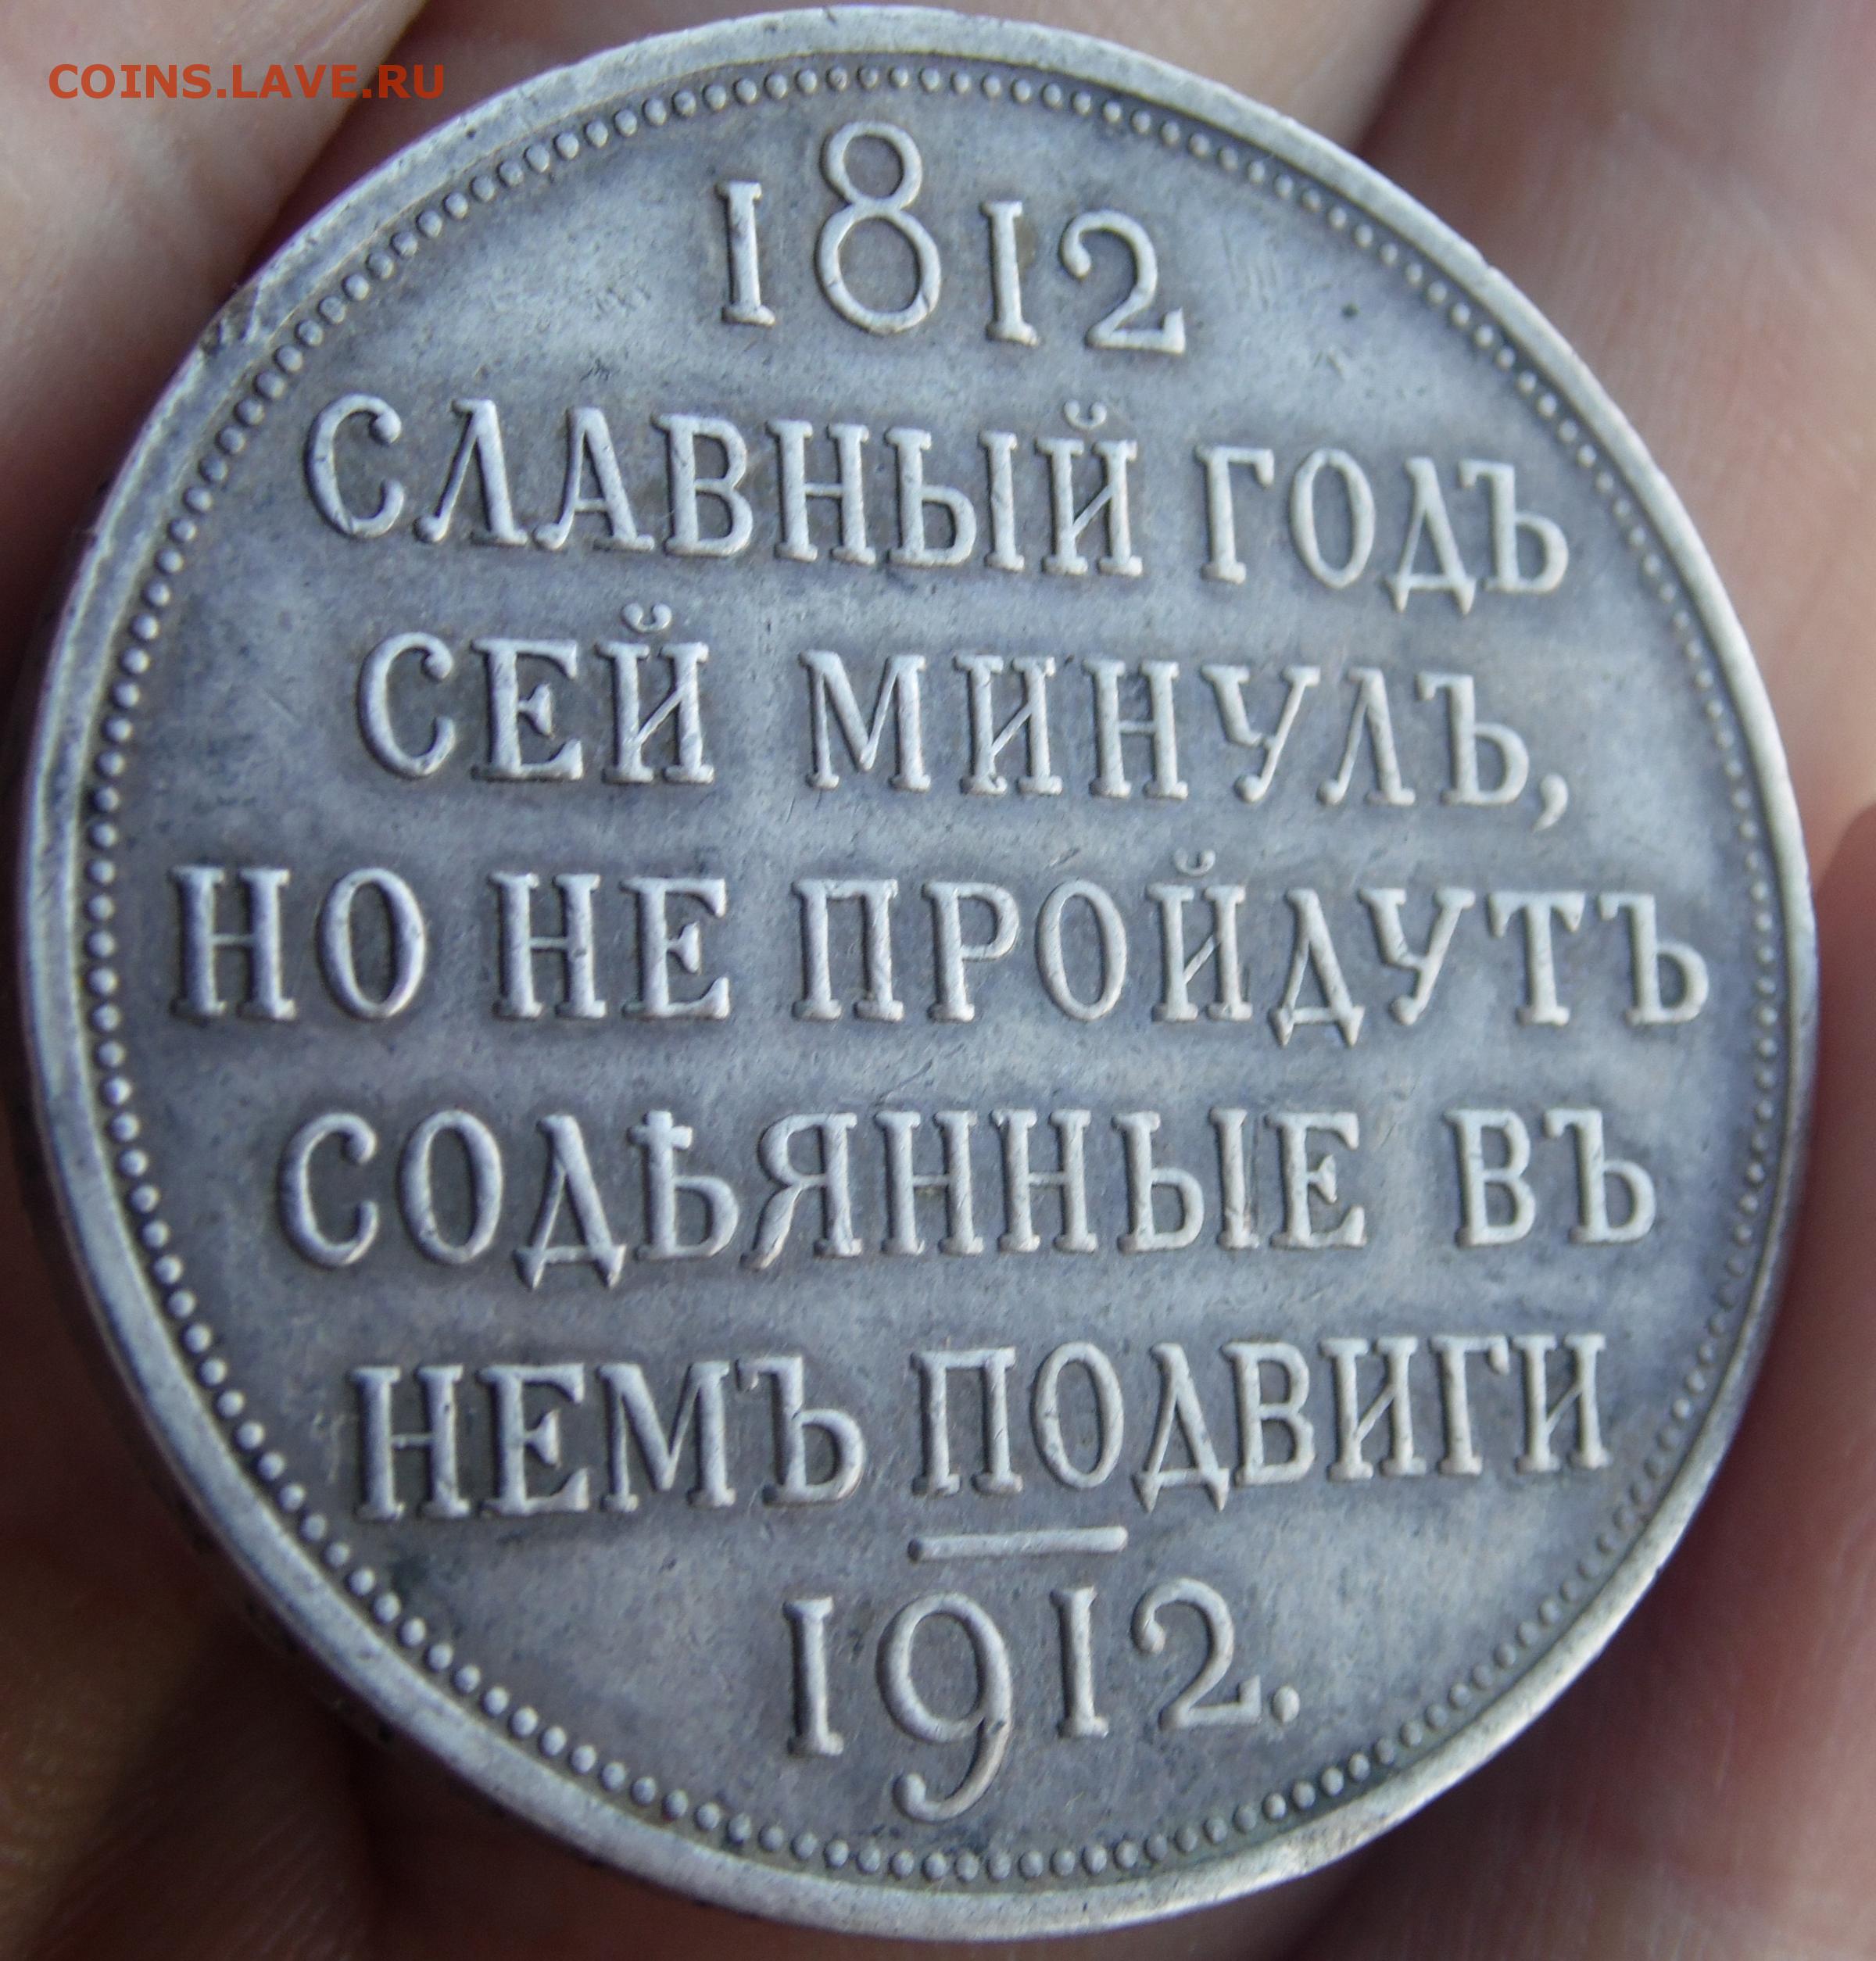 COINS.LAVE.RU
1812
СЛАВНЫЙ ГОДЪ
СЕЙ МИНУЛЪ,
НО НЕ ПРОЙДУТЪ
СОДѢЯННЫЕ ВЪ
НЕМЪ ПОДВИГИ
1912.